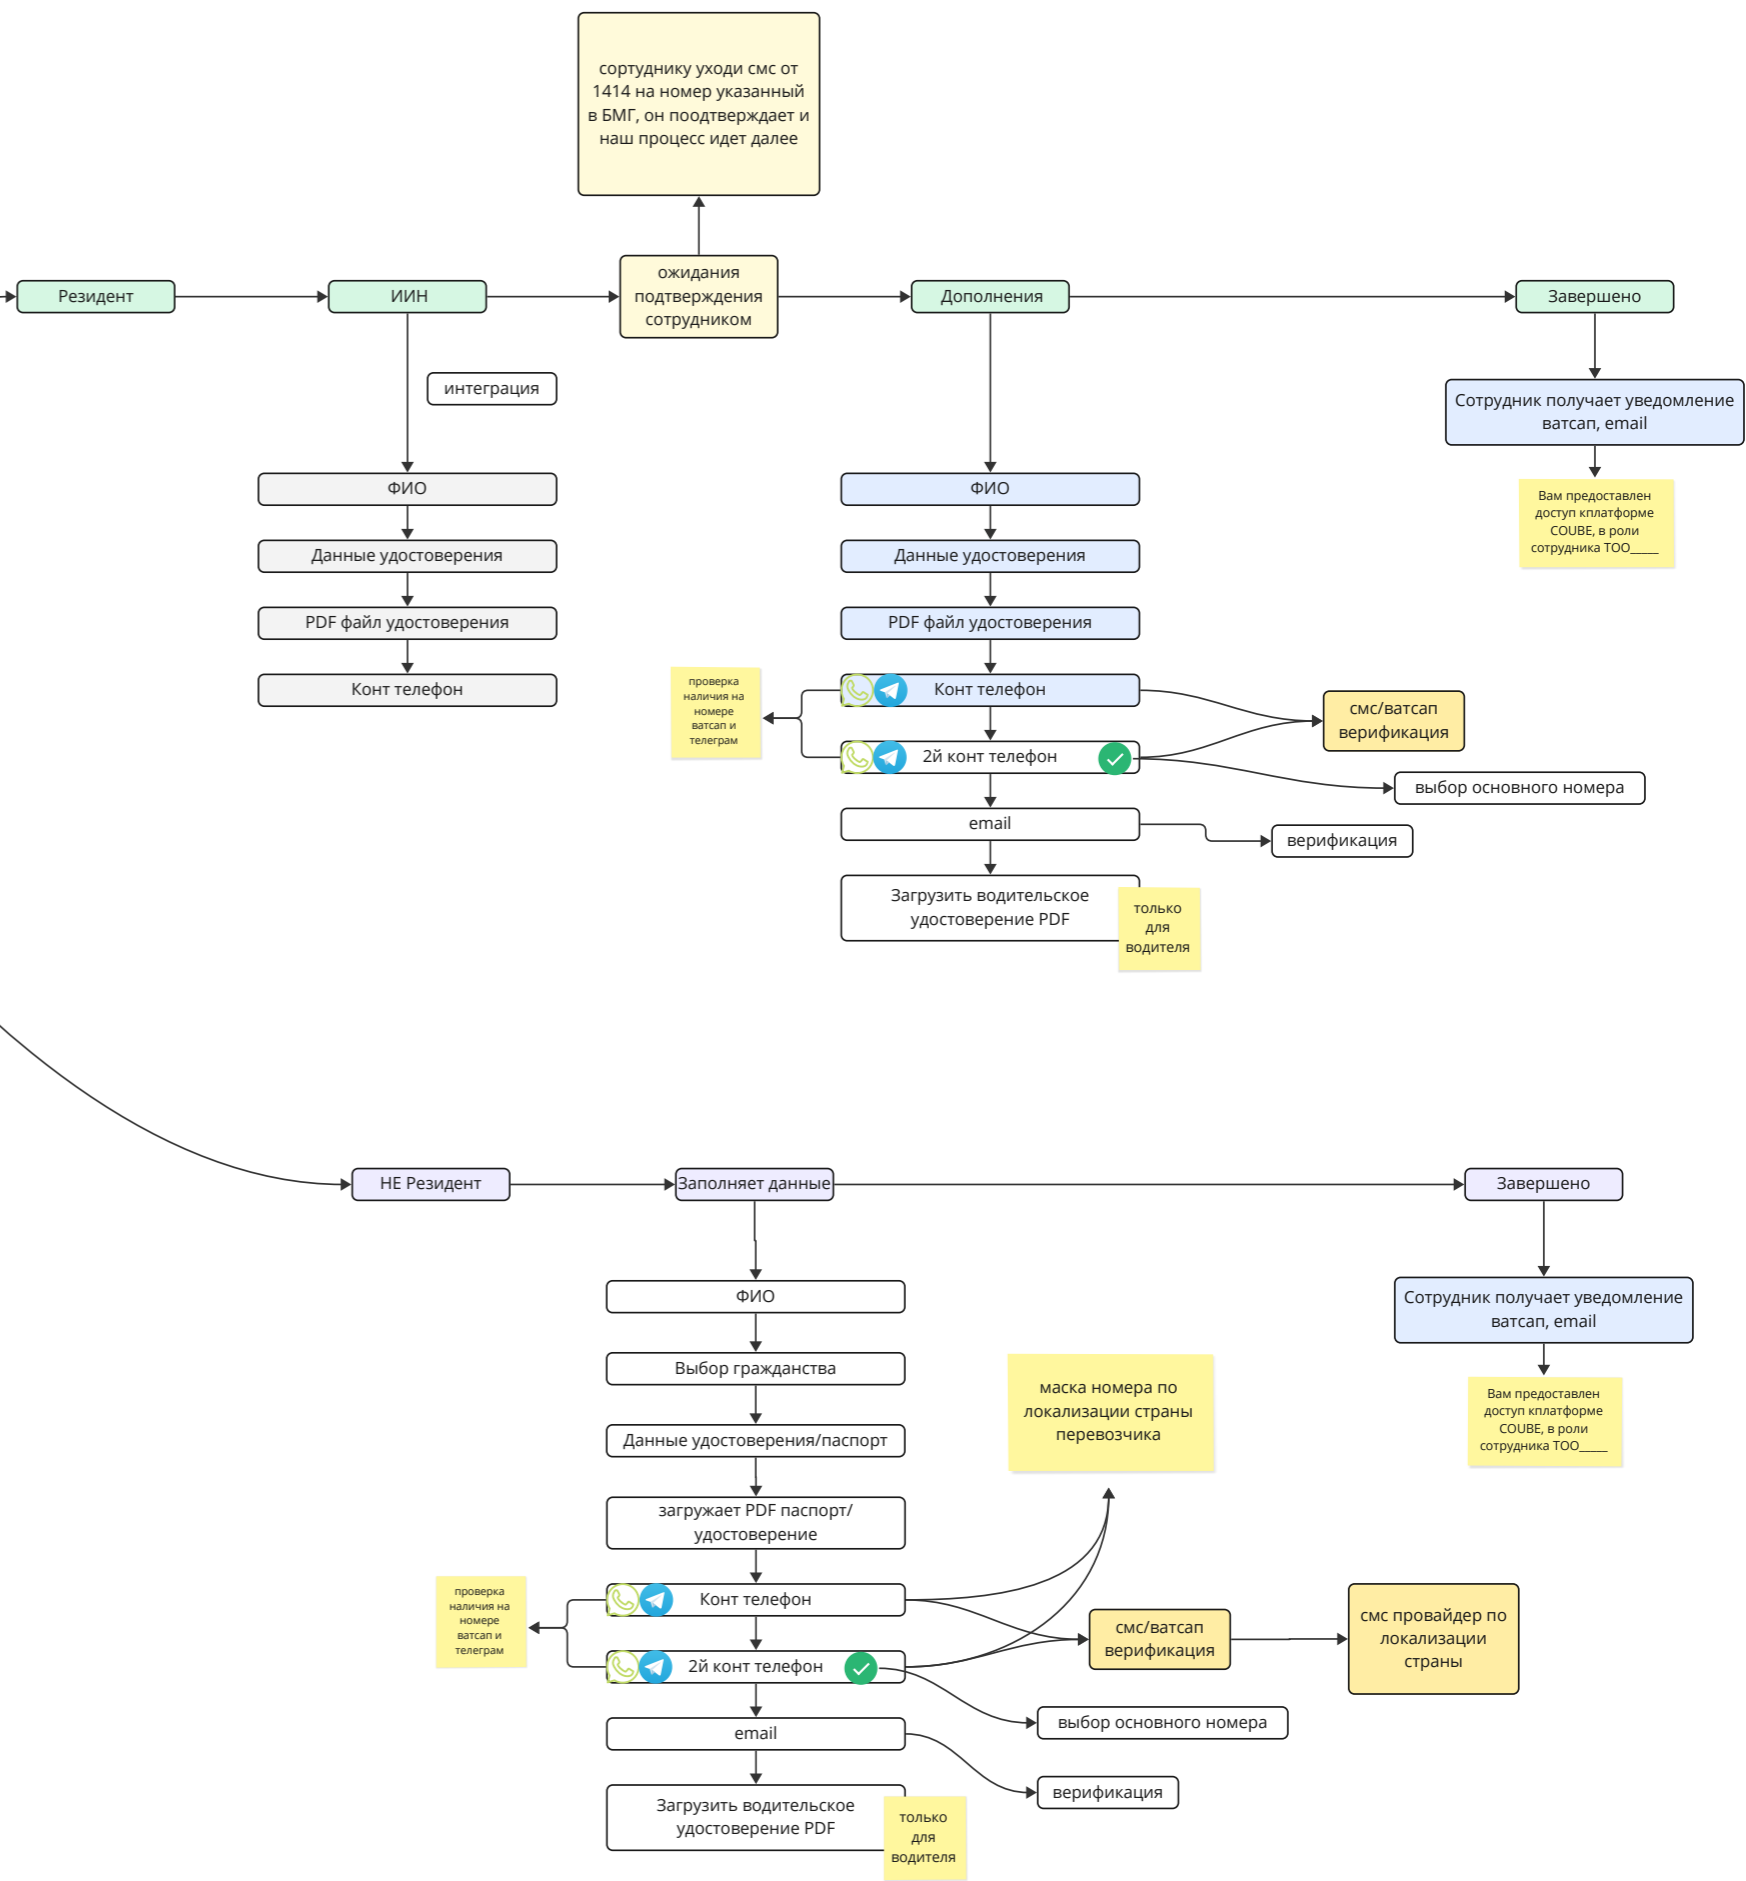 сортуднику уходи смс от
1414 на номер указанный
в БМГ, он поодтверждает и
наш процесс идет далее
Резидент
ИИН
ожидания
подтверждения
сотрудником
Дополнения
Завершено
интеграция
Сотрудник получает уведомление
ватсап, email
Вам предоставлен
доступ кплатформе
COUBE, в роли
сотрудника ТОО_____
ФИО
Данные удостоверения
PDF файл удостоверения
Конт телефон
ФИО
Данные удостоверения
PDF файл удостоверения
Конт телефон
2й конт телефон
email
Загрузить водительское
удостоверение PDF
только
для
водителя
проверка
наличия на
номере
ватсап и
телеграм
смс/ватсап
верификация
выбор основного номера
верификация
НЕ Резидент
Заполняет данные
Завершено
Сотрудник получает уведомление
ватсап, email
Вам предоставлен
доступ кплатформе
COUBE, в роли
сотрудника ТОО_____
ФИО
Выбор гражданства
Данные удостоверения/паспорт
загружает PDF паспорт/
удостоверение
Конт телефон
2й конт телефон
email
Загрузить водительское
удостоверение PDF
только
для
водителя
проверка
наличия на
номере
ватсап и
телеграм
маска номера по
локализации страны
перевозчика
смс/ватсап
верификация
смс провайдер по
локализации
страны
выбор основного номера
верификация